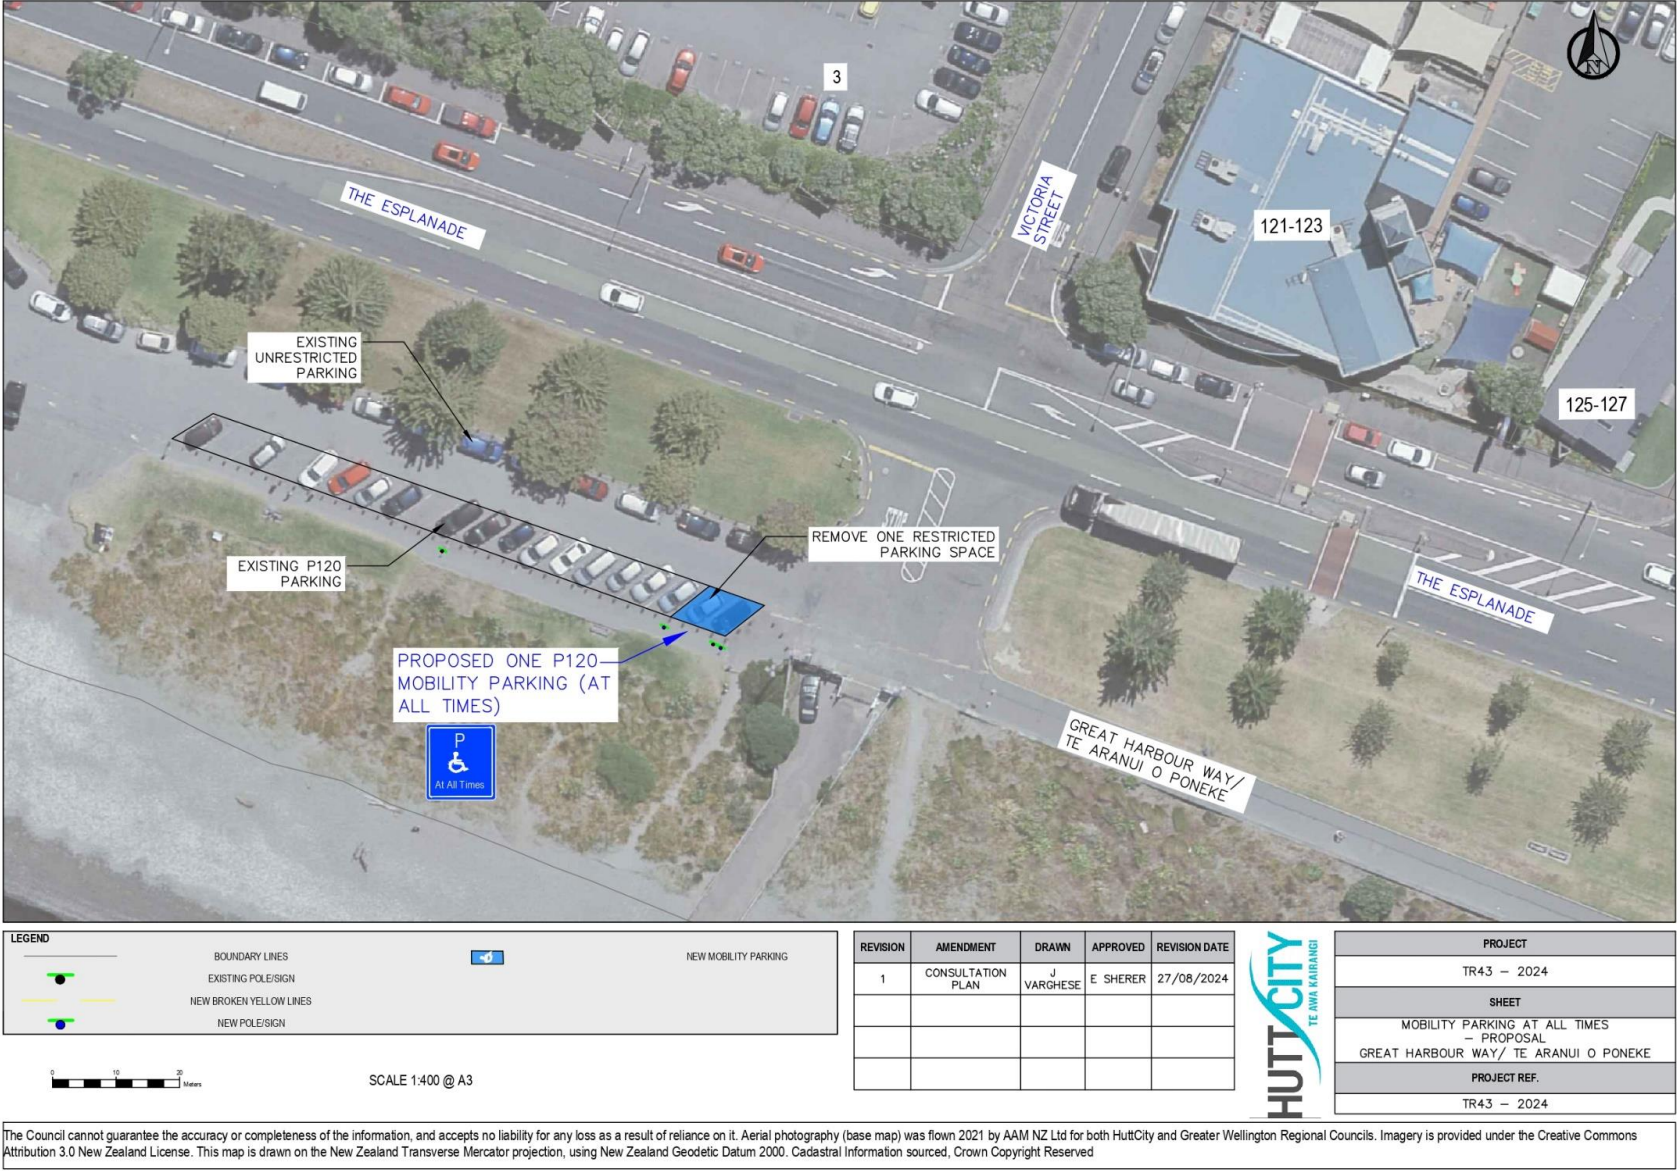 3
N
THE ESPLANADE
VICTORIA
STREET
121-123
125-127
EXISTING
UNRESTRICTED
PARKING
REMOVE ONE RESTRICTED
PARKING SPACE
EXISTING P120
PARKING
THE ESPLANADE
PROPOSED ONE P120
MOBILITY PARKING (AT
ALL TIMES)
P
At All Times
GREAT HARBOUR WAY/
TE ARANUI O PONEKE
LEGEND
BOUNDARY LINES
EXISTING POLE/SIGN
NEW BROKEN YELLOW LINES
NEW POLE/SIGN
NEW MOBILITY PARKING
0 10 20
Meters
SCALE 1:400 @ A3
REVISION AMENDMENT DRAWN APPROVED REVISION DATE
1 CONSULTATION PLAN J VARGHESE E SHERER 27/08/2024
HUTT CITY
TE AWA KAIRANGI
PROJECT
TR43 – 2024
SHEET
MOBILITY PARKING AT ALL TIMES
– PROPOSAL
GREAT HARBOUR WAY/ TE ARANUI O PONEKE
PROJECT REF.
TR43 – 2024
The Council cannot guarantee the accuracy or completeness of the information, and accepts no liability for any loss as a result of reliance on it. Aerial photography (base map) was flown 2021 by AAM NZ Ltd for both HuttCity and Greater Wellington Regional Councils. Imagery is provided under the Creative Commons
Attribution 3.0 New Zealand License. This map is drawn on the New Zealand Transverse Mercator projection, using New Zealand Geodetic Datum 2000. Cadastral Information sourced, Crown Copyright Reserved